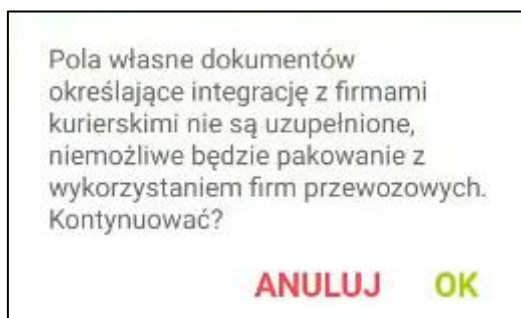 Pola własne dokumentów
określające integrację z firmami
kurierskimi nie są uzupełnione,
niemożliwe będzie pakowanie z
wykorzystaniem firm przewozowych.
Kontynuować?
ANULUJ OK